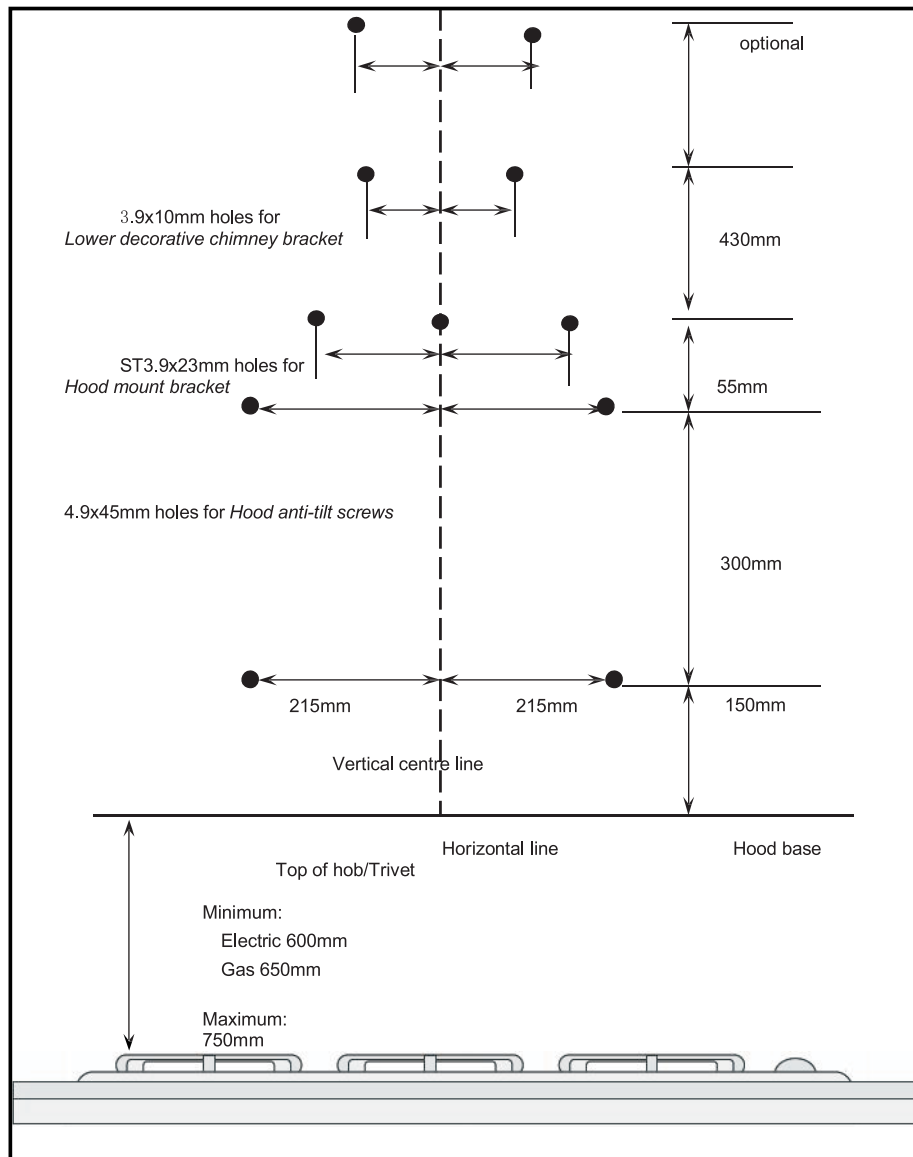 optional
3.9x10mm holes for
Lower decorative chimney bracket
430mm
ST3.9x23mm holes for
Hood mount bracket
55mm
4.9x45mm holes for Hood anti-tilt screws
300mm
215mm
215mm
150mm
Vertical centre line
Horizontal line
Hood base
Top of hob/Trivet
Minimum:
Electric 600mm
Gas 650mm
Maximum:
750mm